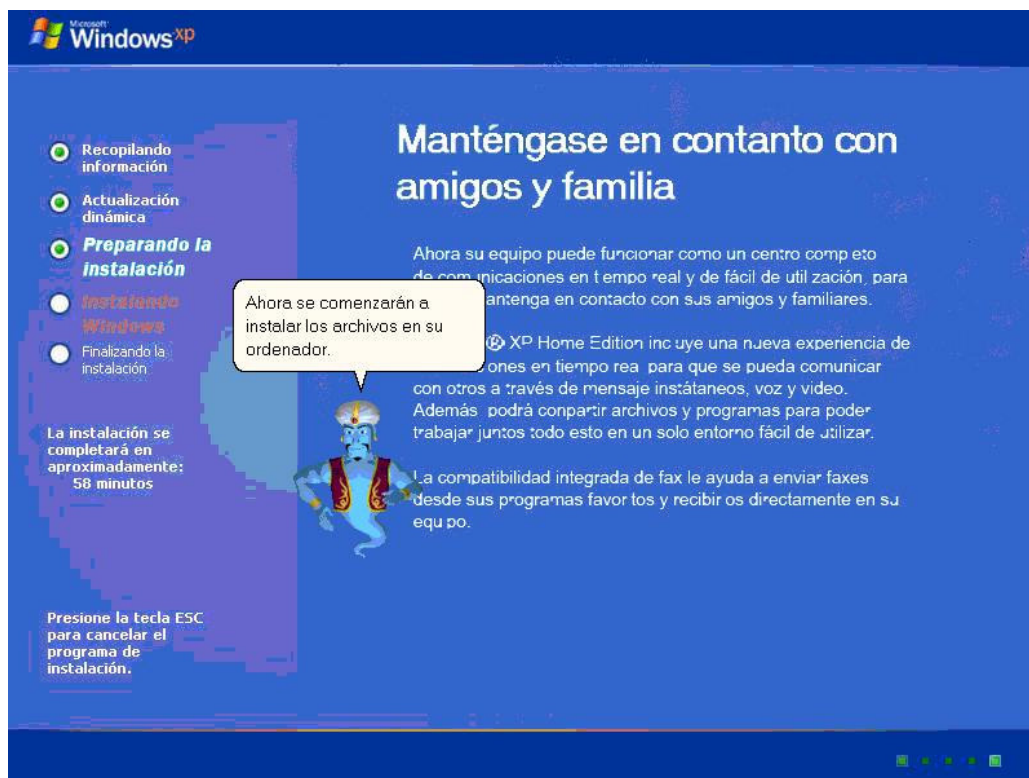 Microsoft
Windows xp
Recopilando
información
Actualización
dinámica
Preparando la
instalación
Instalando
Windows
Finalizando la
instalación
La instalación se
completará en
aproximadamente:
58 minutos
Presione la tecla ESC
para cancelar el
programa de
instalación.
Manténgase en contanto con
amigos y familia
Ahora su equipo puede funcionar como un centro comp eto
de com unicaciones en t empo real y de fácil de util zación, para
antenga en contacto con sus amigos y familiares.
® XP Home Edition inc uye una nueva experiencia de
ones en tiempo rea para que se pueda comunicar
con otros a través de mensaje instátaneos, voz y video.
Además podrá conpartir archivos y programas para poder
trabajar juntos todo esto en un solo entorno fácil de utilizar.
La compatibilidad integrada de fax le ayuda a enviar faxes
desde sus programas favor tos y recibir os directamente en su
equ po.
Ahora se comenzarán a
instalar los archivos en su
ordenador.